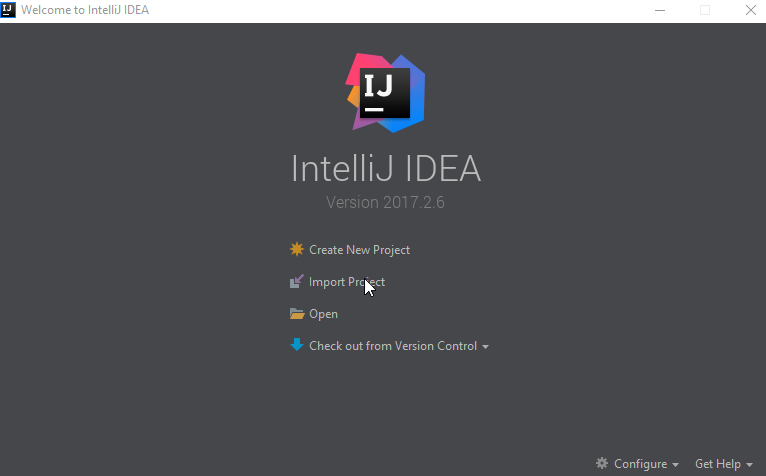 IJ Welcome to IntelliJ IDEA
IJ
IntelliJ IDEA
Version 2017.2.6
Create New Project
Import Project
Open
Check out from Version Control
Configure Get Help